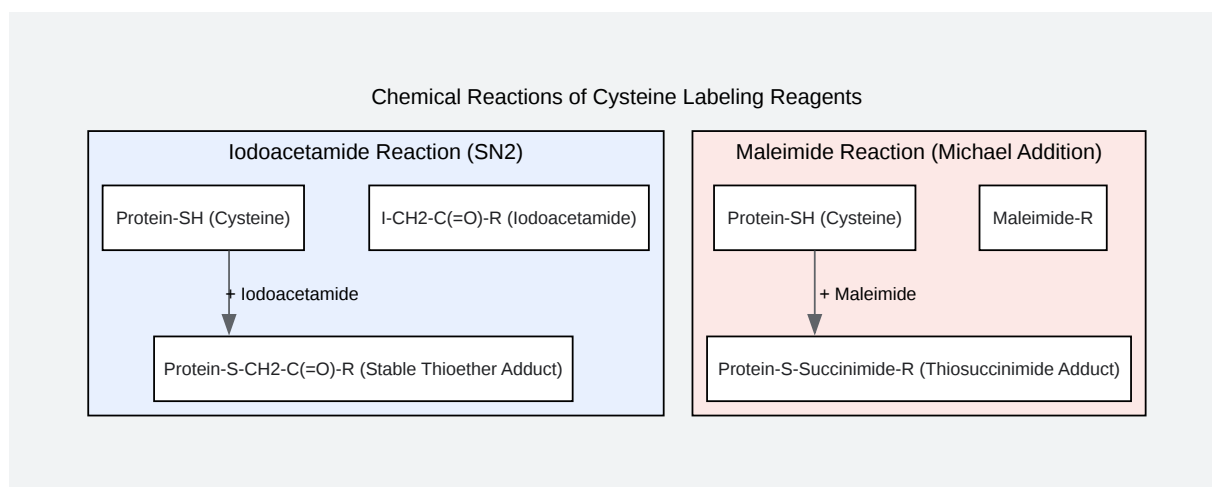 Chemical Reactions of Cysteine Labeling Reagents
Iodoacetamide Reaction (SN2)
Protein-SH (Cysteine)
I-CH2-C(=O)-R (Iodoacetamide)
+ Iodoacetamide
Protein-S-CH2-C(=O)-R (Stable Thioether Adduct)
Maleimide Reaction (Michael Addition)
Protein-SH (Cysteine)
Maleimide-R
+ Maleimide
Protein-S-Succinimide-R (Thiosuccinimide Adduct)